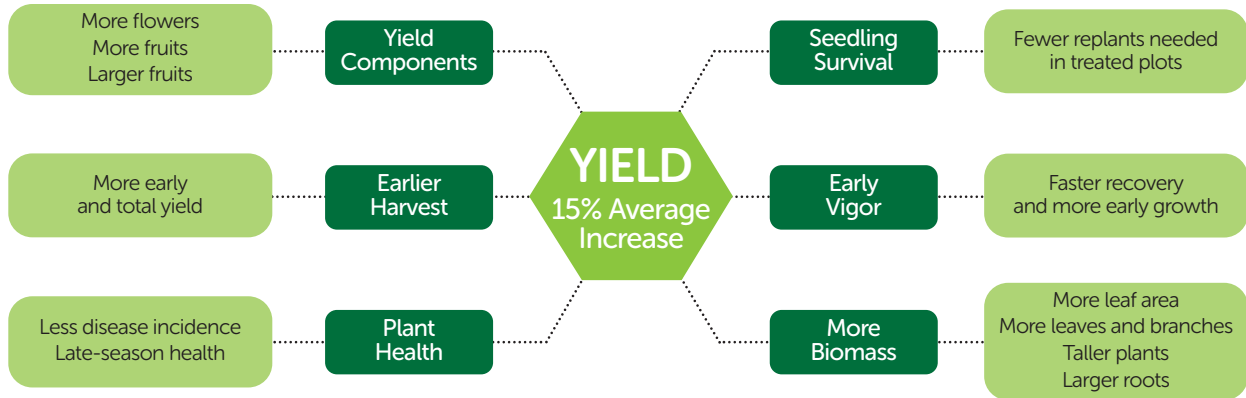 More flowers
More fruits
Larger fruits
Yield
Components
More early
and total yield
Earlier
Harvest
Less disease incidence
Late-season health
Plant
Health
YIELD
15% Average
Increase
Seedling
Survival
Fewer replants needed
in treated plots
Early
Vigor
Faster recovery
and more early growth
More
Biomass
More leaf area
More leaves and branches
Taller plants
Larger roots